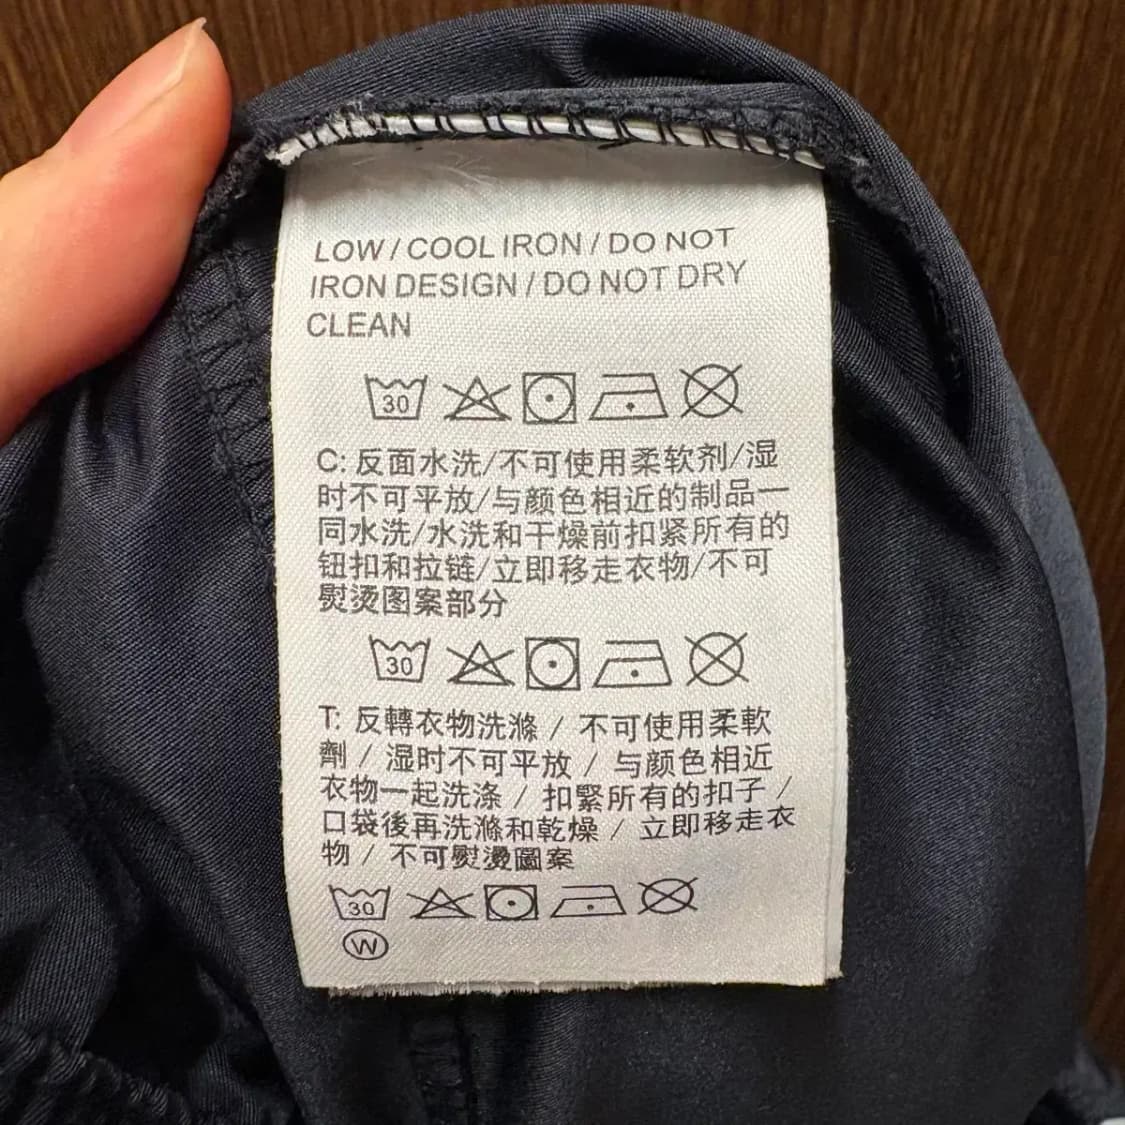 LOW / COOL IRON / DO NOT
IRON DESIGN / DO NOT DRY
CLEAN
30
C: 反面水洗/不可使用柔软剂/湿
时不可平放/与颜色相近的制品一
同水洗/水洗和干燥前扣紧所有的
钮扣和拉链/立即移走衣物/不可
熨烫图案部分
30
T: 反轉衣物洗滌 / 不可使用柔軟
劑 / 湿时不可平放 / 与颜色相近
衣物一起洗涤 / 扣緊所有的扣子 /
口袋後再洗滌和乾燥 / 立即移走衣
物 / 不可熨燙圖案
30
W